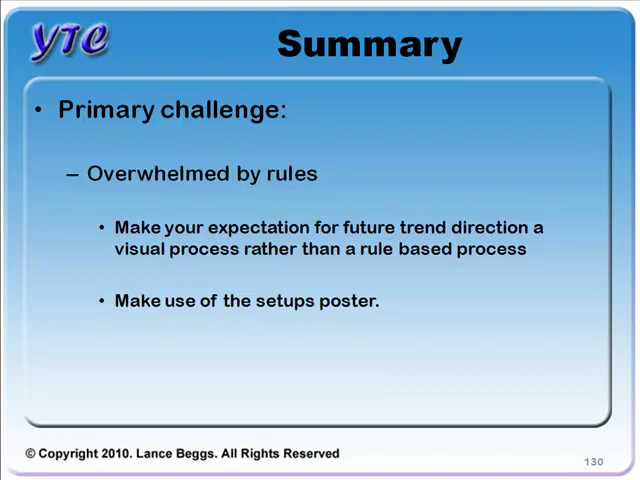 YTC
Summary
• Primary challenge:
– Overwhelmed by rules
• Make your expectation for future trend direction a
visual process rather than a rule based process
• Make use of the setups poster.
© Copyright 2010. Lance Beggs. All Rights Reserved
130